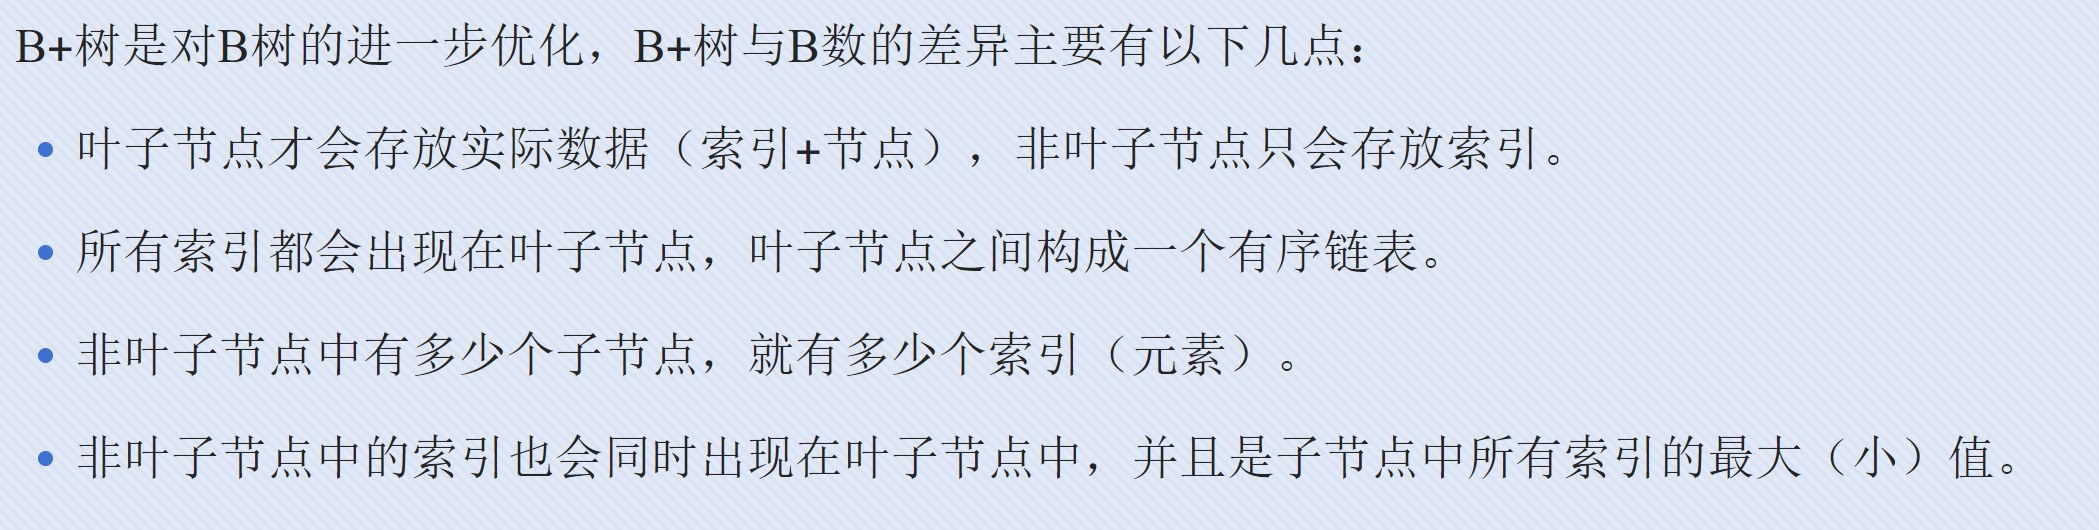 B+树是对B树的进一步优化，B+树与B数的差异主要有以下几点：
• 叶子节点才会存放实际数据（索引+节点），非叶子节点只会存放索引。
• 所有索引都会出现在叶子节点，叶子节点之间构成一个有序链表。
• 非叶子节点中有多少个子节点，就有多少个索引（元素）。
• 非叶子节点中的索引也会同时出现在叶子节点中，并且是子节点中所有索引的最大（小）值。